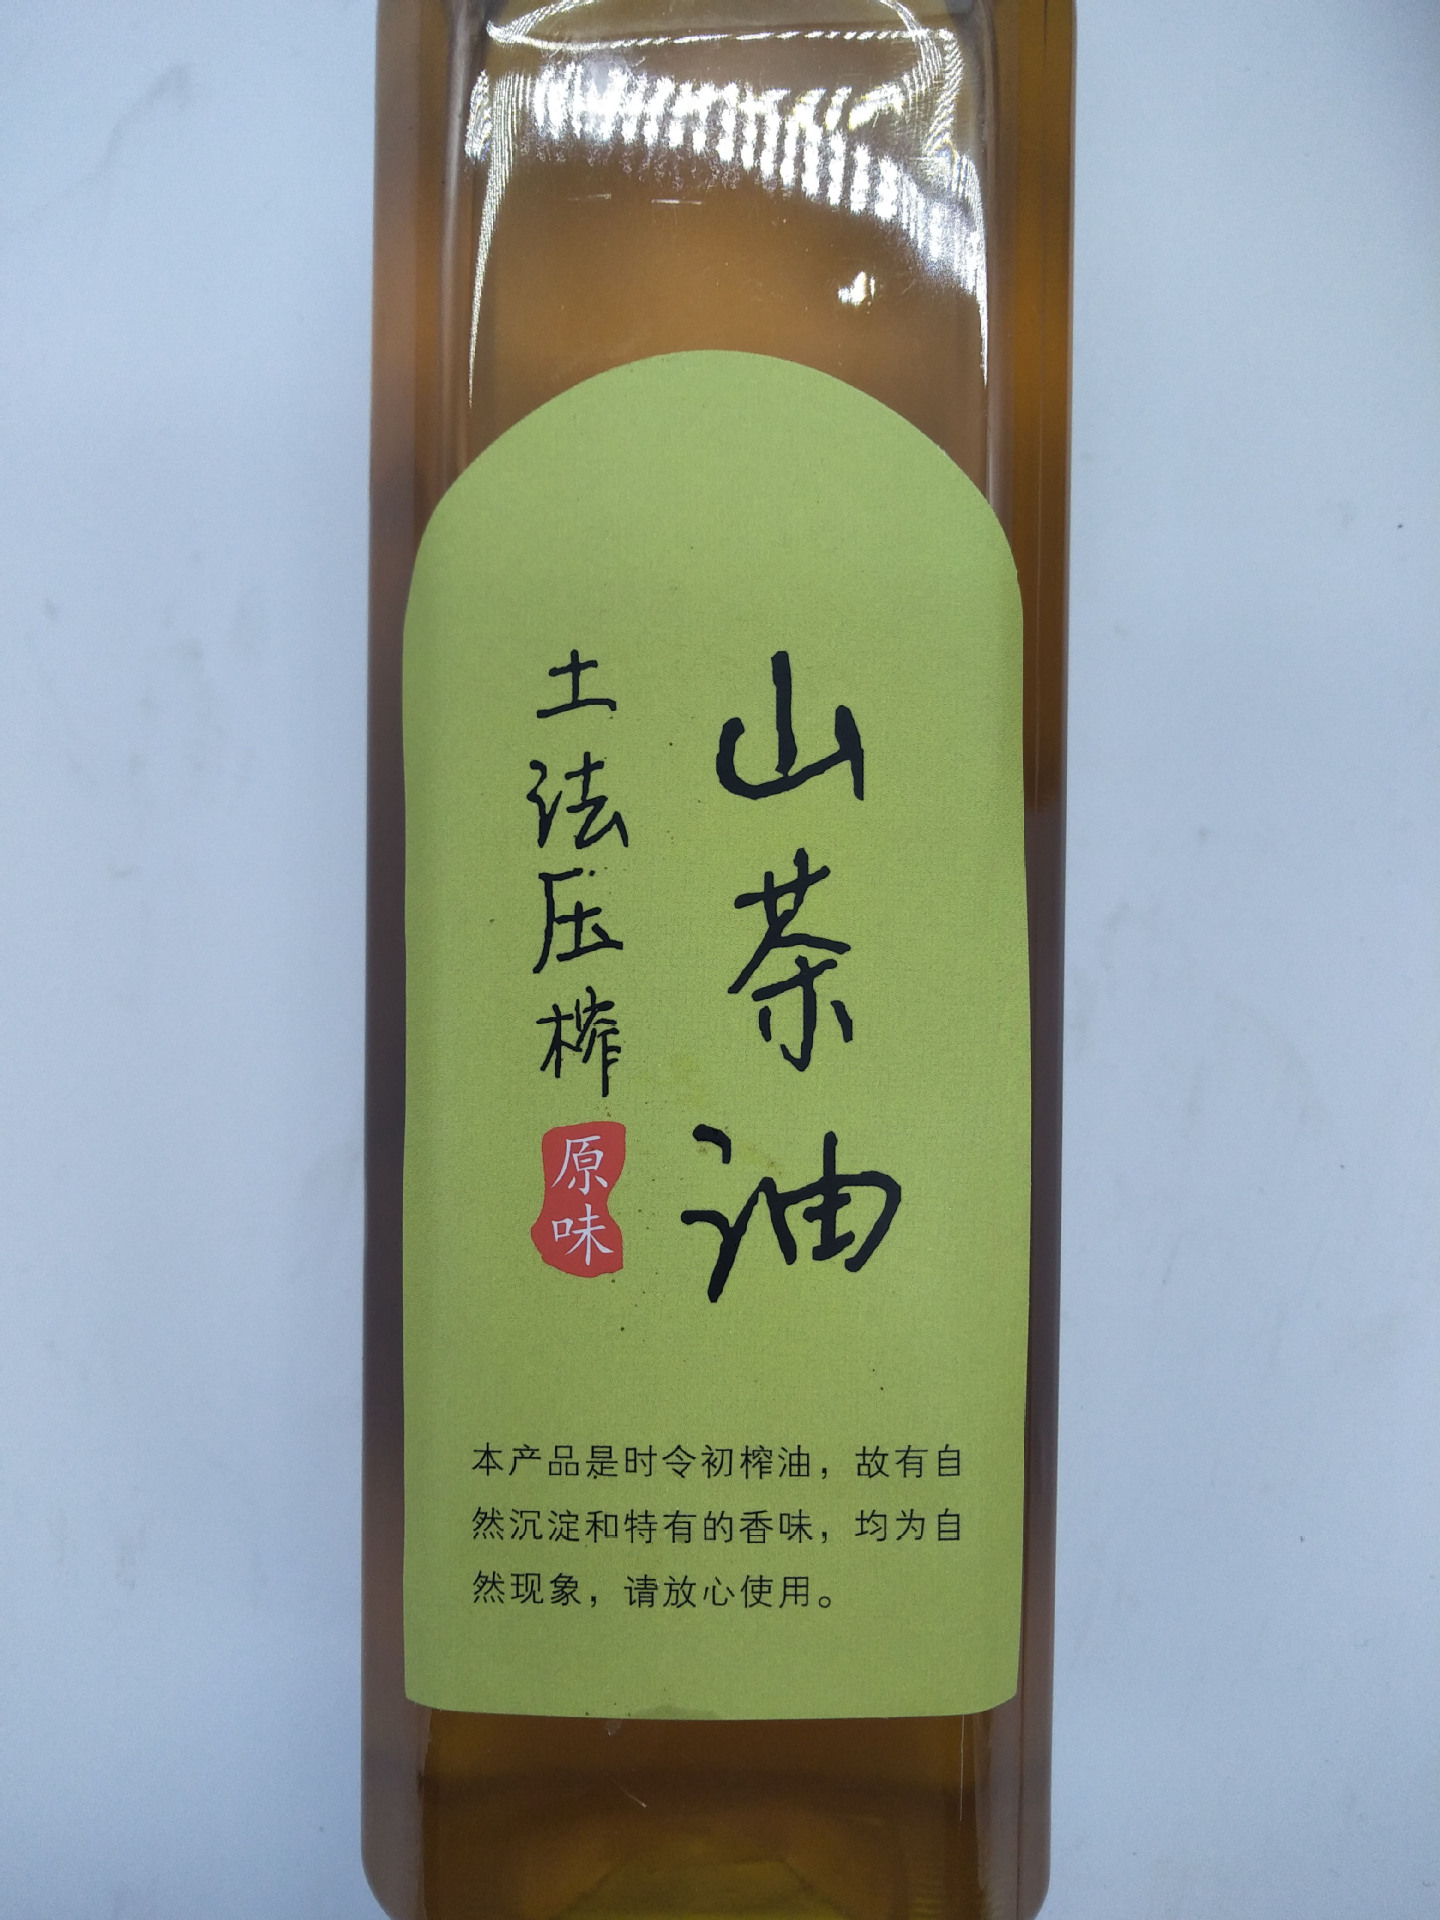 山茶油
土法压榨
原味
本产品是时令初榨油，故有自
然沉淀和特有的香味，均为自
然现象，请放心使用。